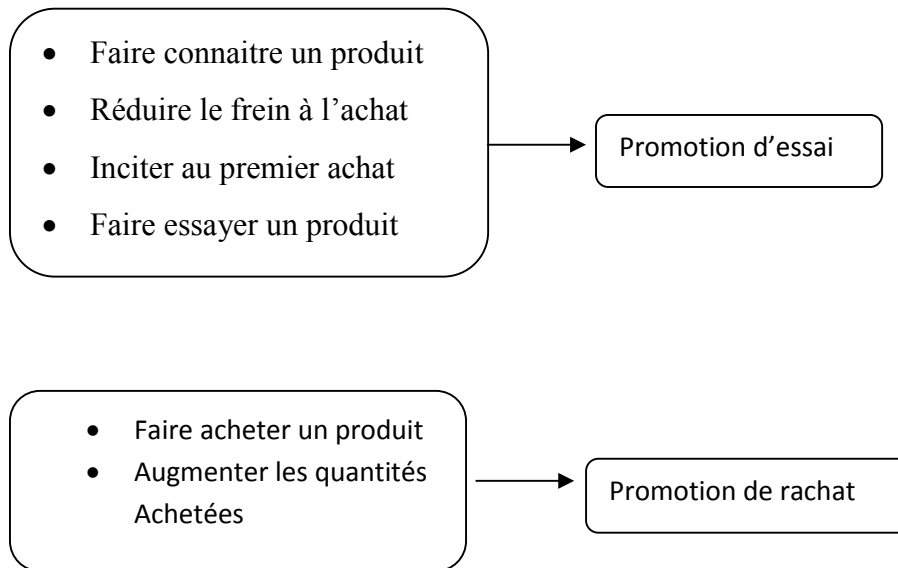 • Faire connaitre un produit
• Réduire le frein à l’achat
• Inciter au premier achat
• Faire essayer un produit
Promotion d’essai
• Faire acheter un produit
• Augmenter les quantités
Achetées
Promotion de rachat